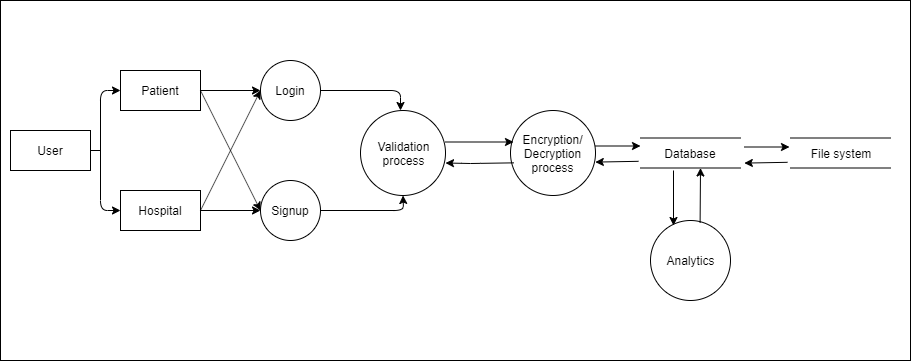 User
Patient
Hospital
Login
Signup
Validation
process
Encryption/
Decryption
process
Database
File system
Analytics